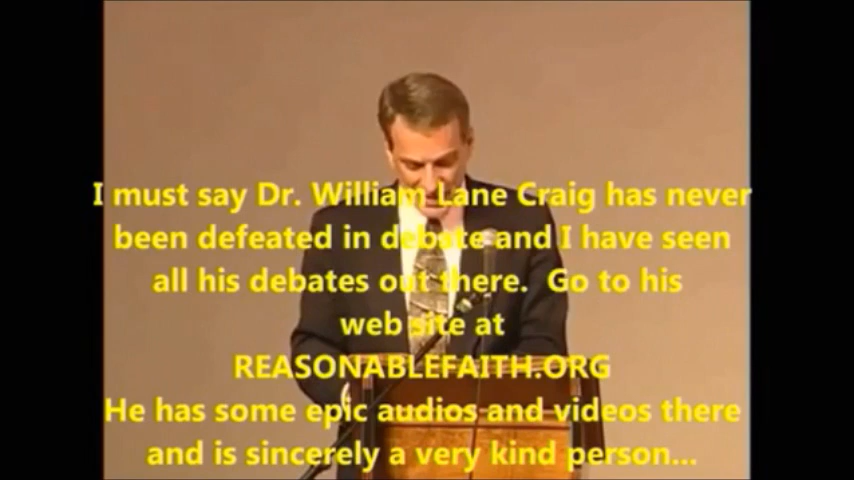 I must say Dr. William Lane Craig has never
been defeated in debate and I have seen
all his debates out there. Go to his
web site at
REASONABLEFAITH.ORG
He has some epic audios and videos there
and is sincerely a very kind person...